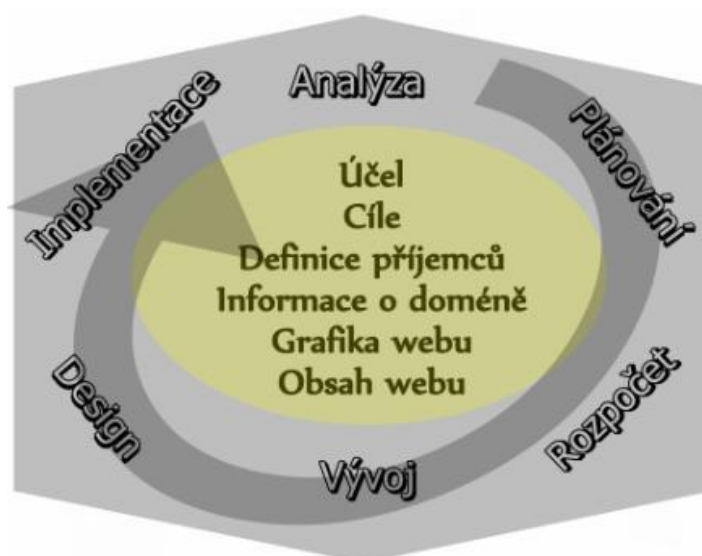 Analýza
Plánování
Rozpočet
Vývoj
Design
Implementace
Účel
Cíle
Definice příjemců
Informace o doméně
Grafika webu
Obsah webu